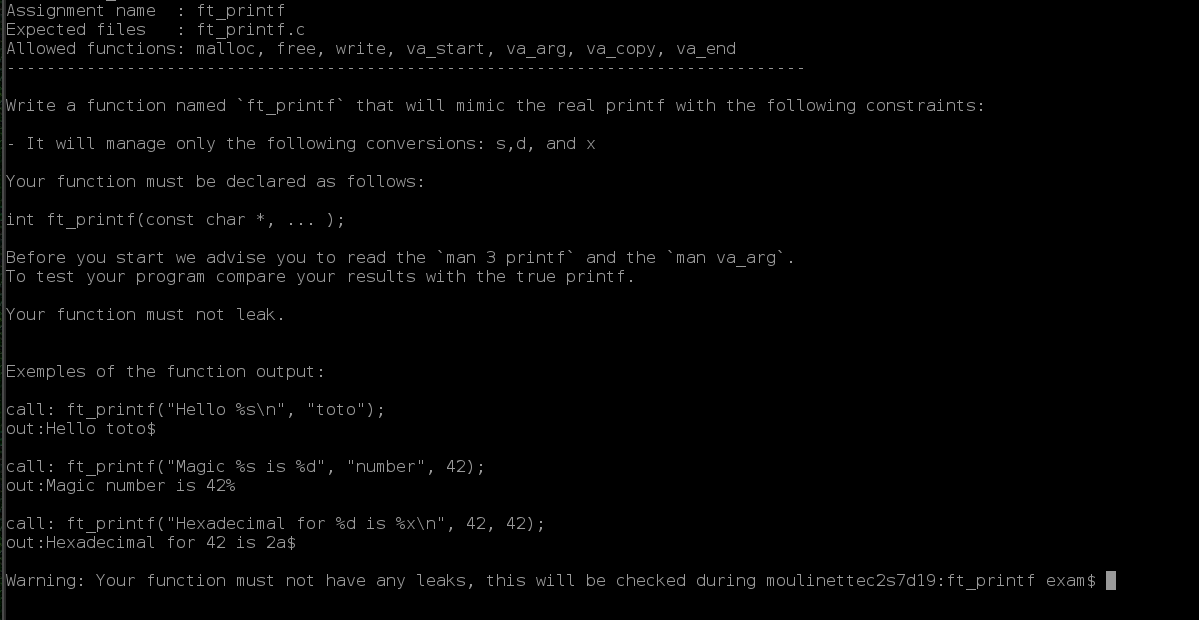 Assignment name  : ft_printf
Expected files   : ft_printf.c
Allowed functions: malloc, free, write, va_start, va_arg, va_copy, va_end
--------------------------------------------------------------------------------
Write a function named `ft_printf` that will mimic the real printf with the following constraints:
- It will manage only the following conversions: s,d, and x
Your function must be declared as follows:
int ft_printf(const char *, ... );
Before you start we advise you to read the `man 3 printf` and the `man va_arg`.
To test your program compare your results with the true printf.
Your function must not leak.
Exemples of the function output:
call: ft_printf("Hello %s\n", "toto");
out:Hello toto$
call: ft_printf("Magic %s is %d", "number", 42);
out:Magic number is 42%
call: ft_printf("Hexadecimal for %d is %x\n", 42, 42);
out:Hexadecimal for 42 is 2a$
Warning: Your function must not have any leaks, this will be checked during moulinettec2s7d19:ft_printf exam$